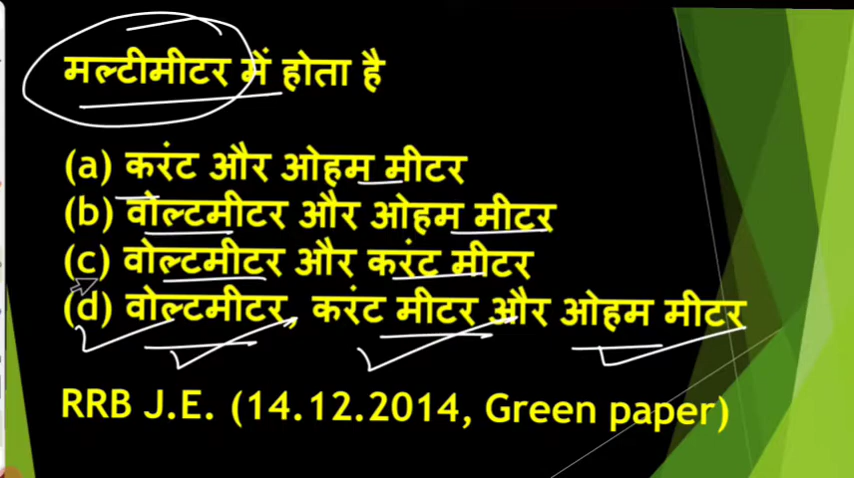 मल्टीमीटर में होता है
(a) करंट और ओहम मीटर
(b) वोल्टमीटर और ओहम मीटर
(c) वोल्टमीटर और करंट मीटर
(d) वोल्टमीटर, करंट मीटर और ओहम मीटर
RRB J.E. (14.12.2014, Green paper)